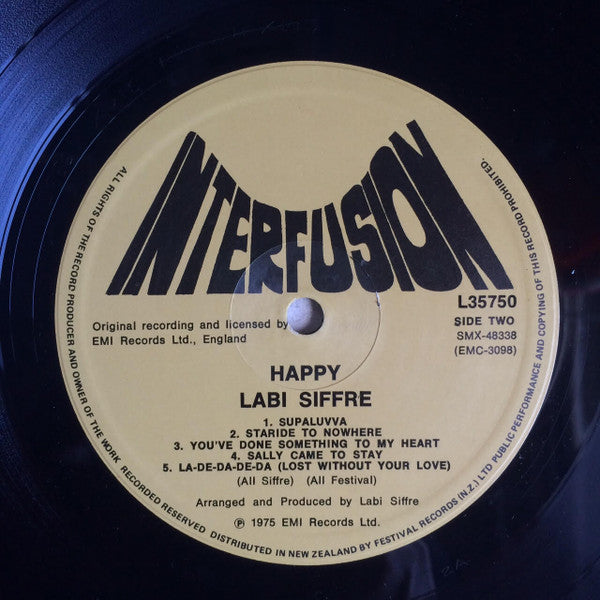 INTERFUSION
L35750
Original recording and licensed by
EMI Records Ltd., England
SIDE TWO
SMX-48338
(EMC-3098)
HAPPY
LABI SIFFRE
1. SUPALUVVA
2. STARIDE TO NOWHERE
3. YOU'VE DONE SOMETHING TO MY HEART
4. SALLY CAME TO STAY
5. LA-DE-DA-DE-DA (LOST WITHOUT YOUR LOVE)
(All Siffre) (All Festival)
Arranged and Produced by Labi Siffre
℗ 1975 EMI Records Ltd.
ALL RIGHTS OF THE RECORD PRODUCER AND OWNER OF THE WORK RECORDED RESERVED DISTRIBUTED IN NEW ZEALAND BY FESTIVAL RECORDS (N.Z.) LTD PUBLIC PERFORMANCE AND COPYING OF THIS RECORD PROHIBITED.